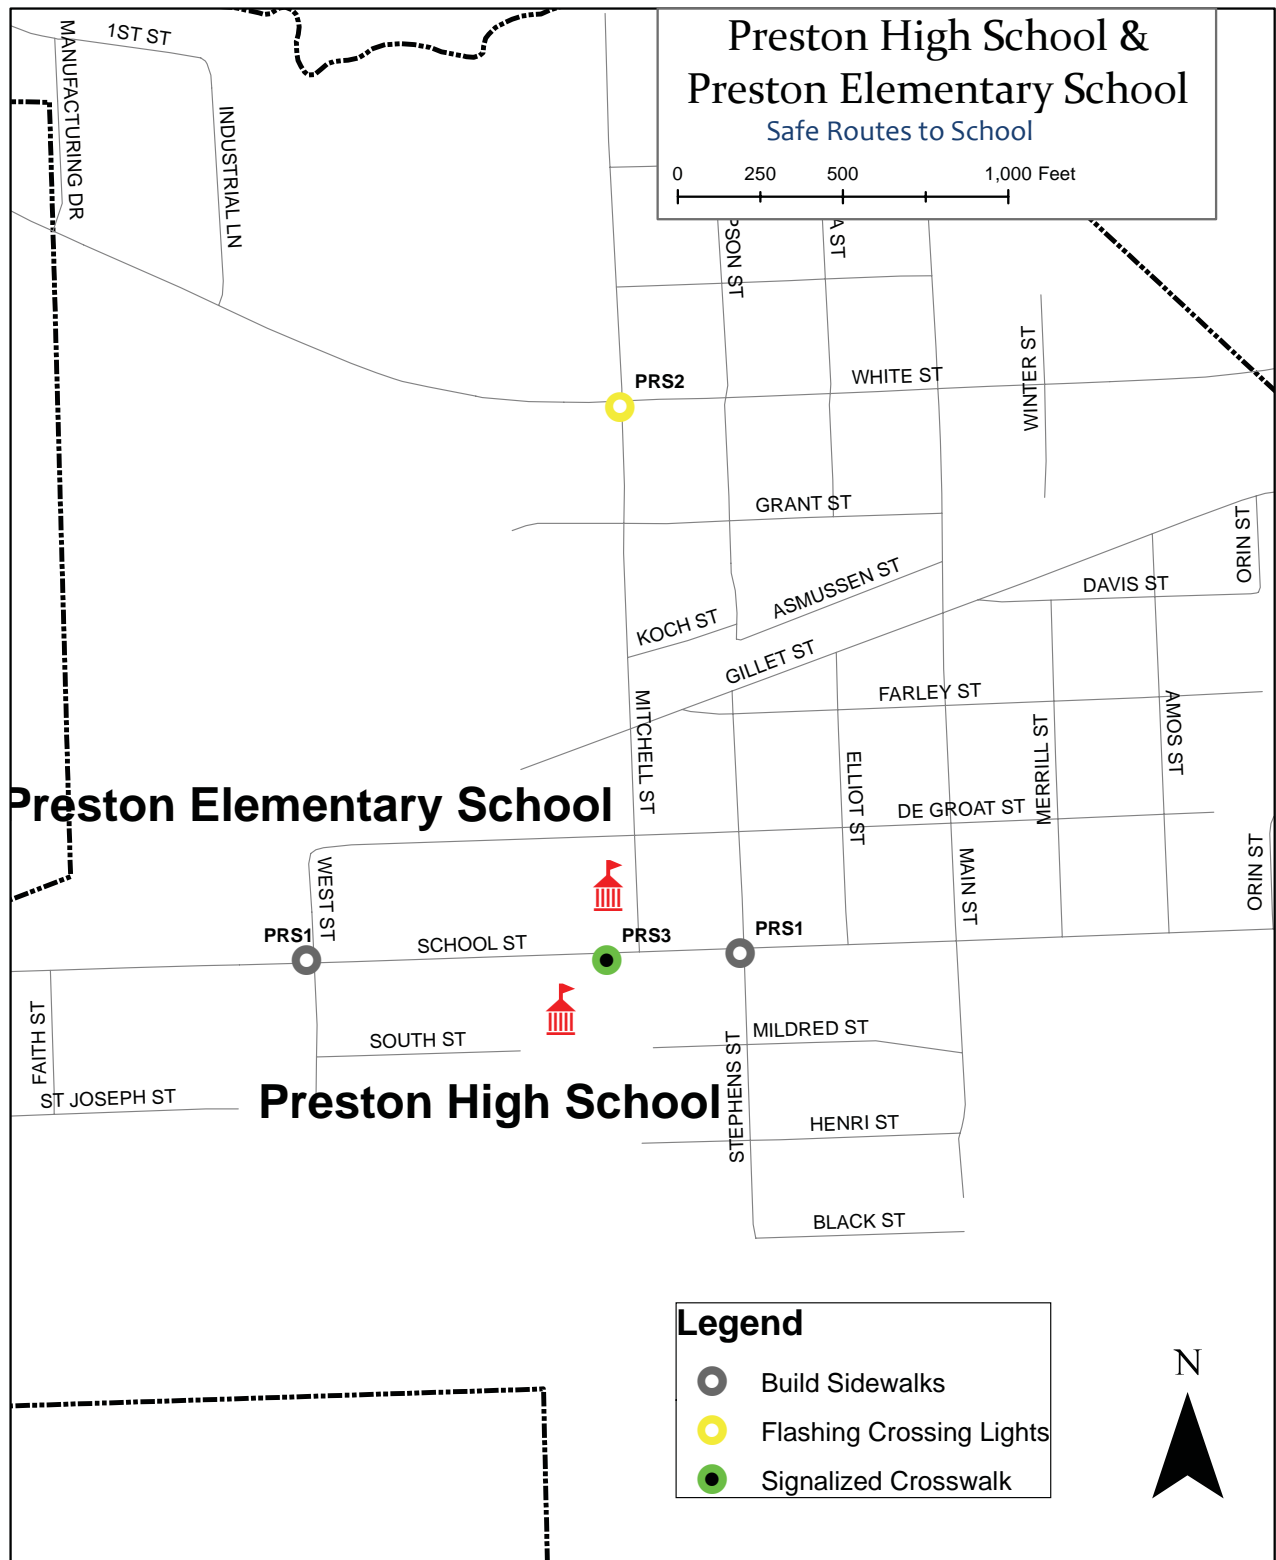 Preston High School &
Preston Elementary School
Safe Routes to School
0 250 500 1,000 Feet
1ST ST
MANUFACTURING DR
INDUSTRIAL LN
PSON ST
A ST
WINTER ST
PRS2
WHITE ST
GRANT ST
ORIN ST
ASMUSSEN ST
DAVIS ST
KOCH ST
GILLET ST
FARLEY ST
MITCHELL ST
AMOS ST
MERRILL ST
ELLIOT ST
Preston Elementary School
DE GROAT ST
WEST ST
MAIN ST
ORIN ST
PRS1
SCHOOL ST
PRS3
PRS1
FAITH ST
SOUTH ST
MILDRED ST
STEPHENS ST
ST JOSEPH ST
Preston High School
HENRI ST
BLACK ST
Legend
Build Sidewalks
Flashing Crossing Lights
Signalized Crosswalk
N